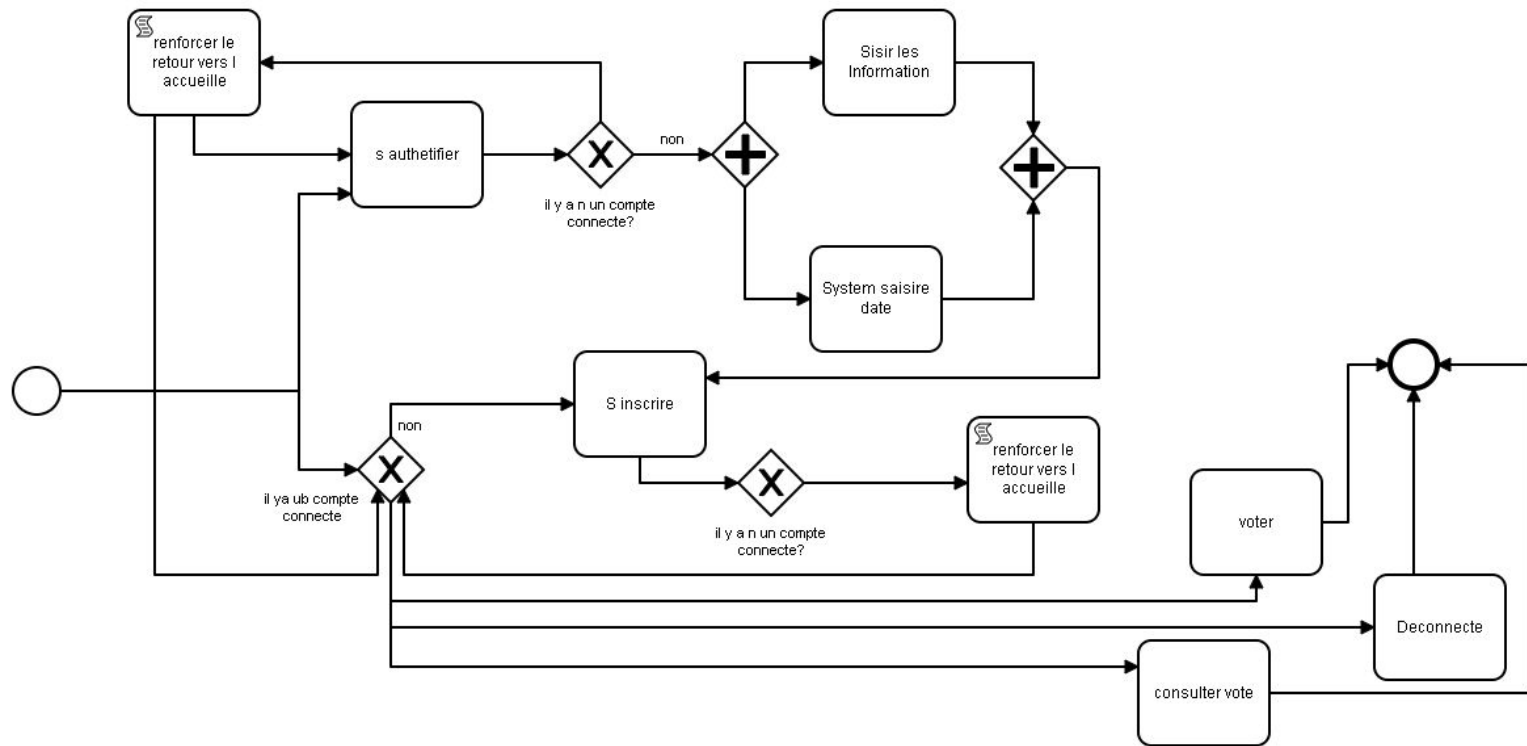 renforcer le
retour vers l
accueille
Sisir les
Information
s authetifier
non
il y a n un compte
connecte?
System saisire
date
S inscrire
non
il ya ub compte
connecte
renforcer le
retour vers l
accueille
il y a n un compte
connecte?
voter
Deconnecte
consulter vote